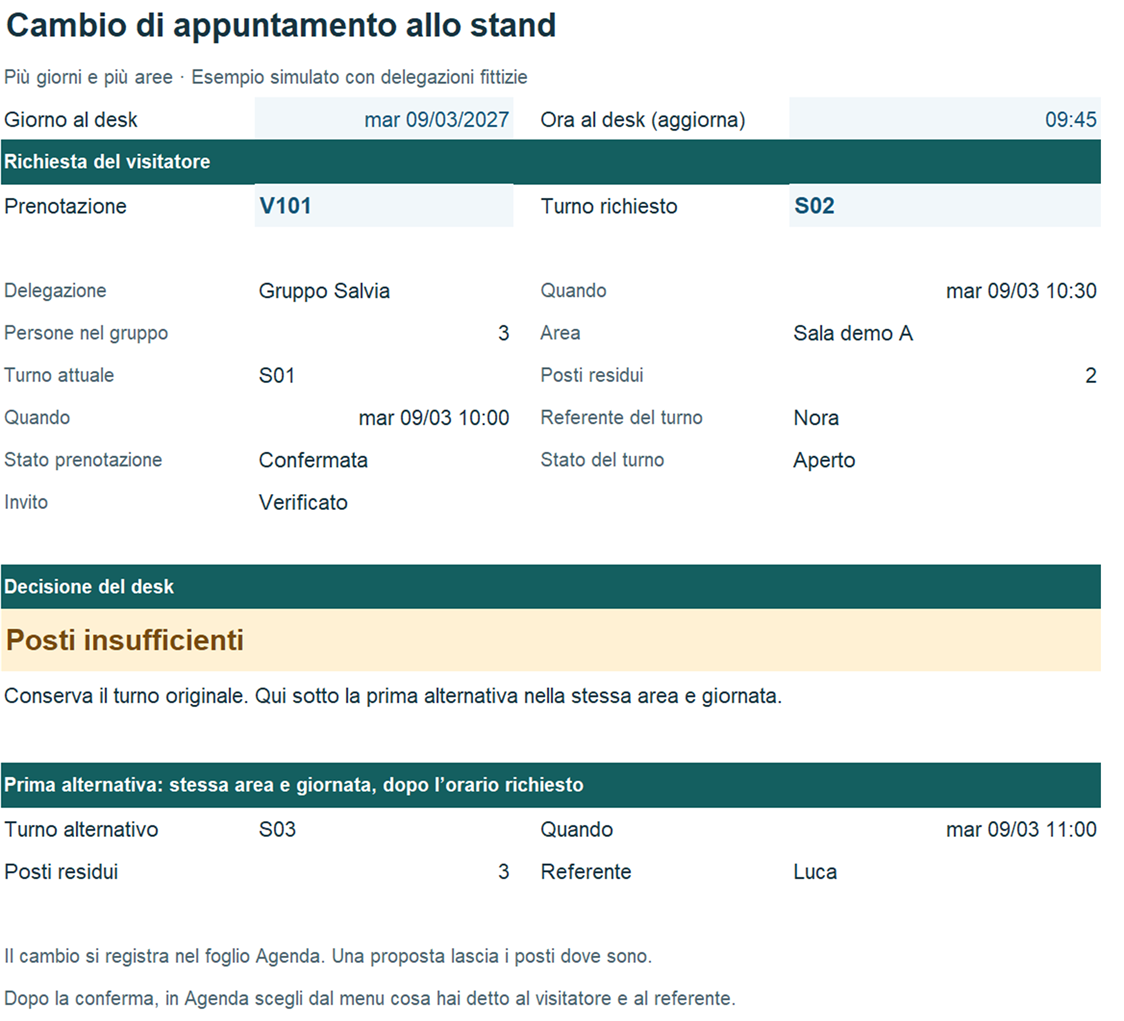 Cambio di appuntamento allo stand
Più giorni e più aree · Esempio simulato con delegazioni fittizie
Giorno al desk mar 09/03/2027 Ora al desk (aggiorna) 09:45
Richiesta del visitatore
Prenotazione V101 Turno richiesto S02
Delegazione Gruppo Salvia Quando mar 09/03 10:30
Persone nel gruppo 3 Area Sala demo A
Turno attuale S01 Posti residui 2
Quando mar 09/03 10:00 Referente del turno Nora
Stato prenotazione Confermata Stato del turno Aperto
Invito Verificato
Decisione del desk
Posti insufficienti
Conserva il turno originale. Qui sotto la prima alternativa nella stessa area e giornata.
Prima alternativa: stessa area e giornata, dopo l’orario richiesto
Turno alternativo S03 Quando mar 09/03 11:00
Posti residui 3 Referente Luca
Il cambio si registra nel foglio Agenda. Una proposta lascia i posti dove sono.
Dopo la conferma, in Agenda scegli dal menu cosa hai detto al visitatore e al referente.